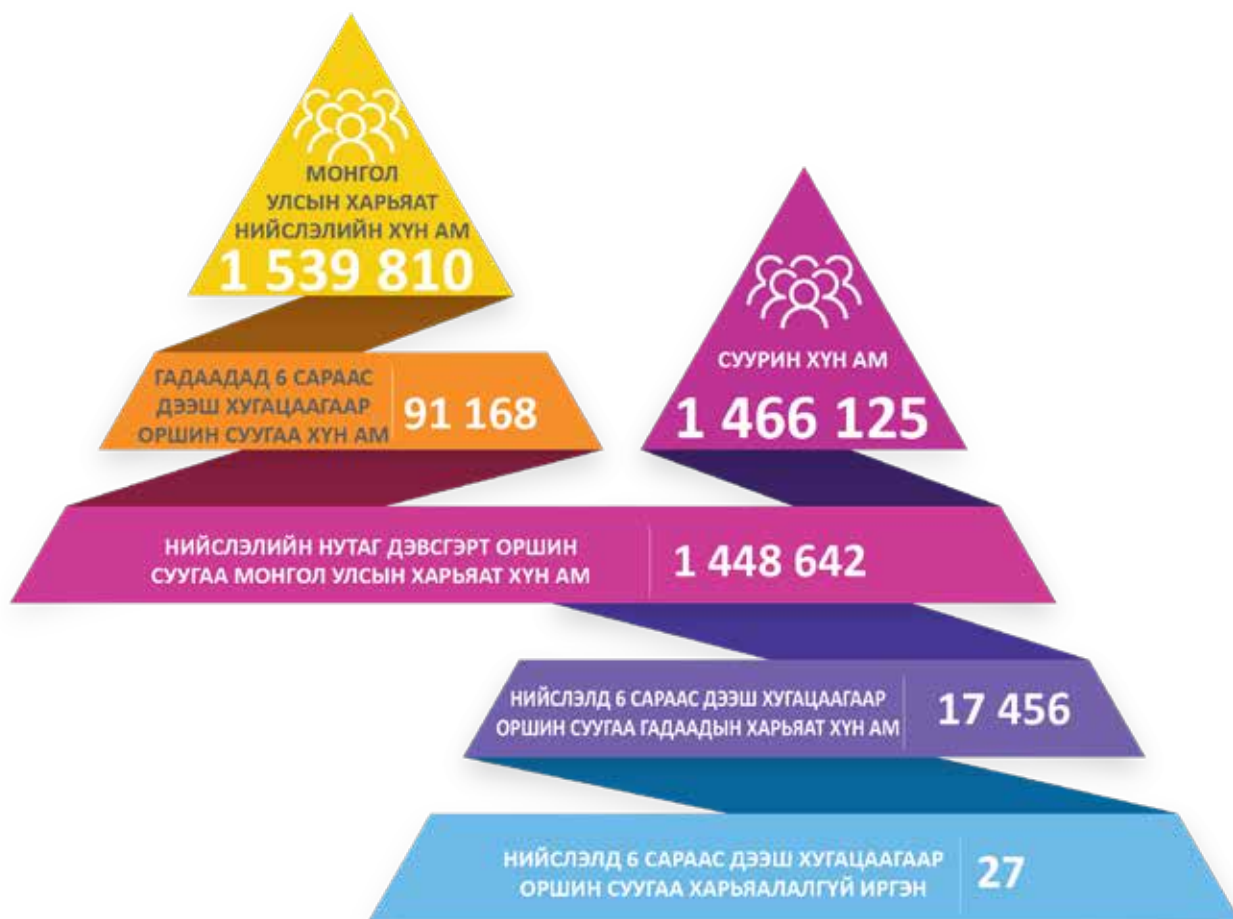 МОНГОЛ
УЛСЫН ХАРЬЯАТ
НИЙСЛЭЛИЙН ХҮН АМ
1 539 810
ГАДААДАД 6 САРААС
ДЭЭШ ХУГАЦААГААР
ОРШИН СУУГАА ХҮН АМ
91 168
СУУРИН ХҮН АМ
1 466 125
НИЙСЛЭЛИЙН НУТАГ ДЭВСГЭРТ ОРШИН
СУУГАА МОНГОЛ УЛСЫН ХАРЬЯАТ ХҮН АМ
1 448 642
НИЙСЛЭЛД 6 САРААС ДЭЭШ ХУГАЦААГААР
ОРШИН СУУГАА ГАДААДЫН ХАРЬЯАТ ХҮН АМ
17 456
НИЙСЛЭЛД 6 САРААС ДЭЭШ ХУГАЦААГААР
ОРШИН СУУГАА ХАРЬЯАЛАЛГҮЙ ИРГЭН
27